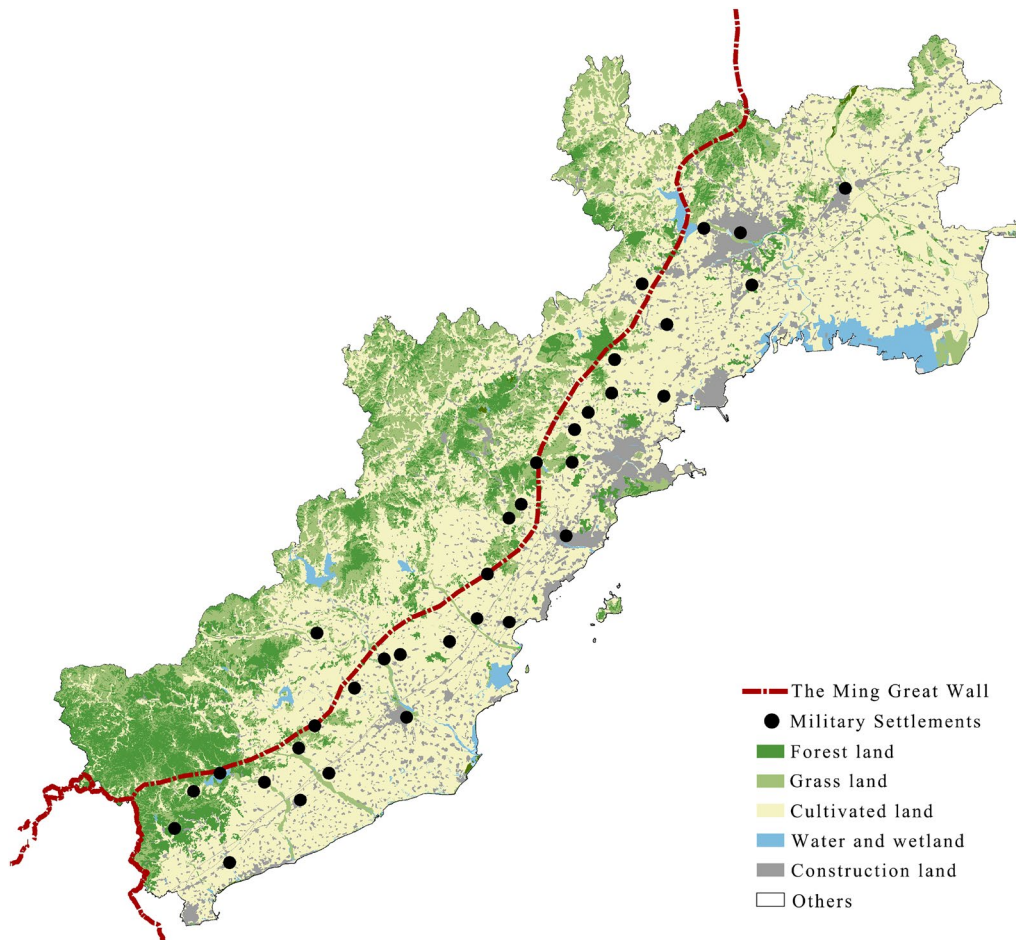 The Ming Great Wall
Military Settlements
Forest land
Grass land
Cultivated land
Water and wetland
Construction land
Others